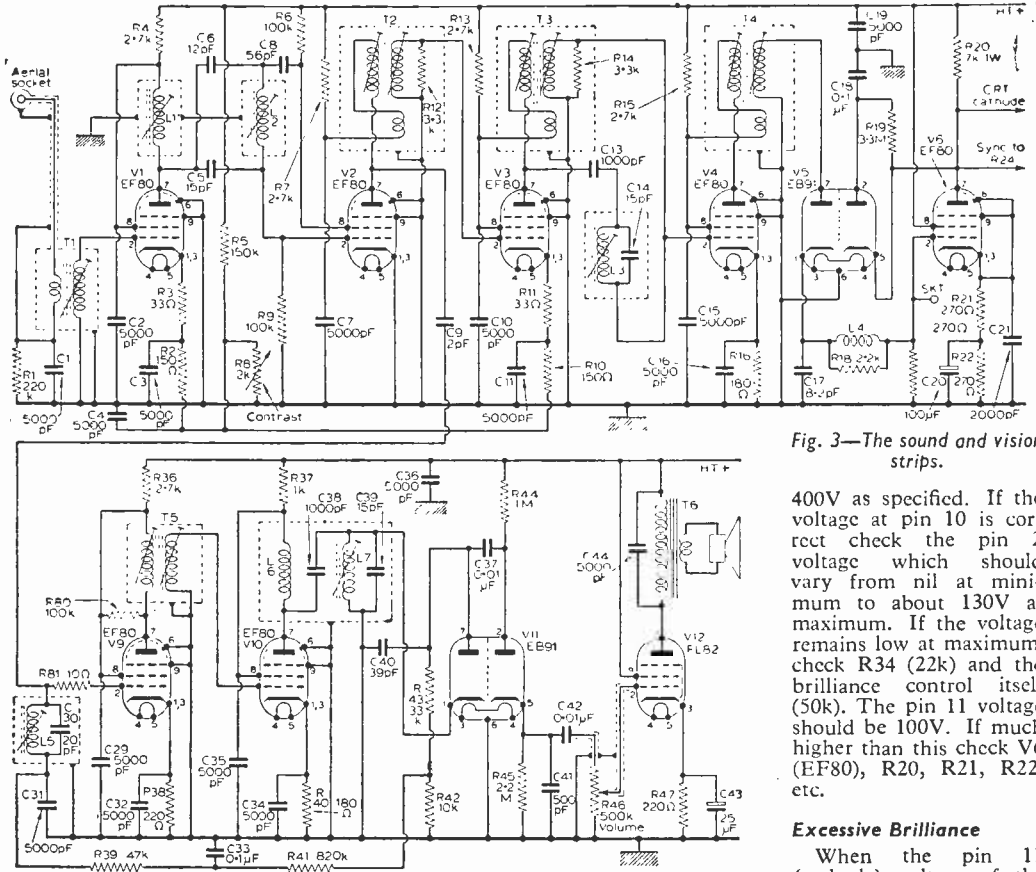 R4
2·7k
C6
12pF
R6
100k
C8
56pF
T2
R13
2·7k
T3
T4
C19
5000
pF
HT+
R20
7k 1W
Aerial
socket
L1
R12
3·3
k
R14
3·3k
R15
2·7k
C18
0·1
µF
R19
3·3M
CRT
cathode
Sync to
R24
C5
15pF
R7
2·7k
C13
1000pF
C14
15pF
L3
V1
EF80
V2
EF80
V3
EF80
V4
EF80
V5
EB91
V6
EF80
T1
R5
150k
R3
33Ω
R9
100k
R11
33Ω
SKT
R21
270Ω
270Ω
C21
C1
C2
5000
pF
R2
150
Ω
C7
5000pF
C9
2pF
C10
5000
pF
R10
150Ω
C15
5000pF
L4
R18 2·2k
R22
270
Ω
R1
220
k
5000
pF
C3
5000
pF
C4
5000
pF
R8
2k
Contrast
C11
5000pF
C16
5000
pF
R16
180
Ω
C17
8·2pF
C20
100µF
2000pF
Fig. 3—The sound and vision
strips.
R36
2·7k
R37
1k
C36
5000
pF
HT+
T5
C38
1000pF
C39
15pF
R44
1M
T6
L6
L7
C37
0·01
µF
C44
5000
pF
R80
100k
EF80
V9
EF80
V10
V11
EB91
V12
PL82
R81 10Ω
C40
39pF
R43
33
k
C30
20
pF
L5
C29
5000
pF
C35
5000
pF
C42
0·01µF
C31
5000pF
C32
5000
pF
R38
220
Ω
C34
5000
pF
R40 180
Ω
R42
10k
R45
2·2
M
C41
500
pF
R46
500k
Volume
R47
220Ω
C43
25
µF
C33
0·1µF
R39 47k
R41 820k
400V as specified. If the
voltage at pin 10 is cor-
rect check the pin 2
voltage which should
vary from nil at mini-
mum to about 130V at
maximum. If the voltage
remains low at maximum
check R34 (22k) and the
brilliance control itself
(50k). The pin 11 voltage
should be 100V. If much
higher than this check V6
(EF80), R20, R21, R22
etc.
Excessive Brilliance
When the pin 11